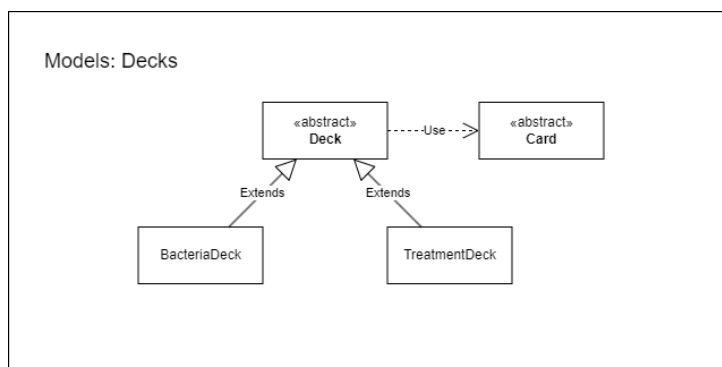 Models: Decks
«abstract»
Deck
Use
«abstract»
Card
Extends
Extends
BacteriaDeck
TreatmentDeck